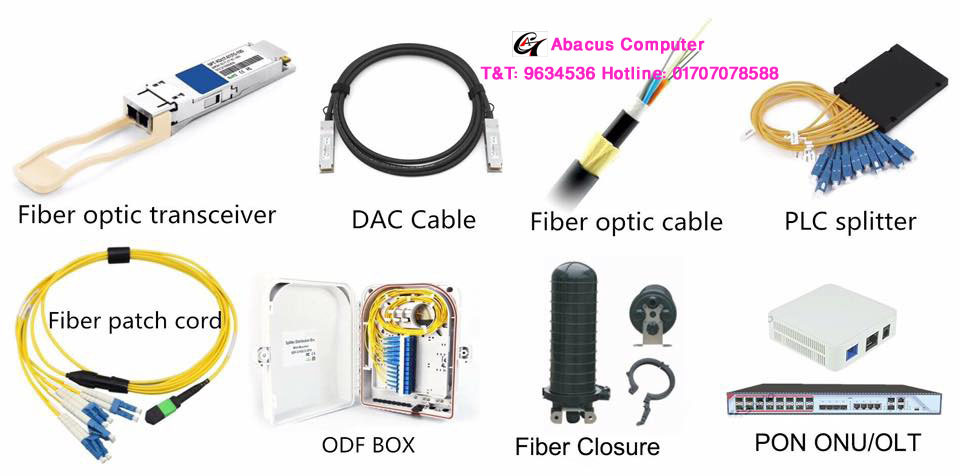 Abacus Computer
T&T: 9634536 Hotline: 01707078588
Fiber optic transceiver
DAC Cable
Fiber optic cable
PLC splitter
Fiber patch cord
ODF BOX
Fiber Closure
PON ONU/OLT